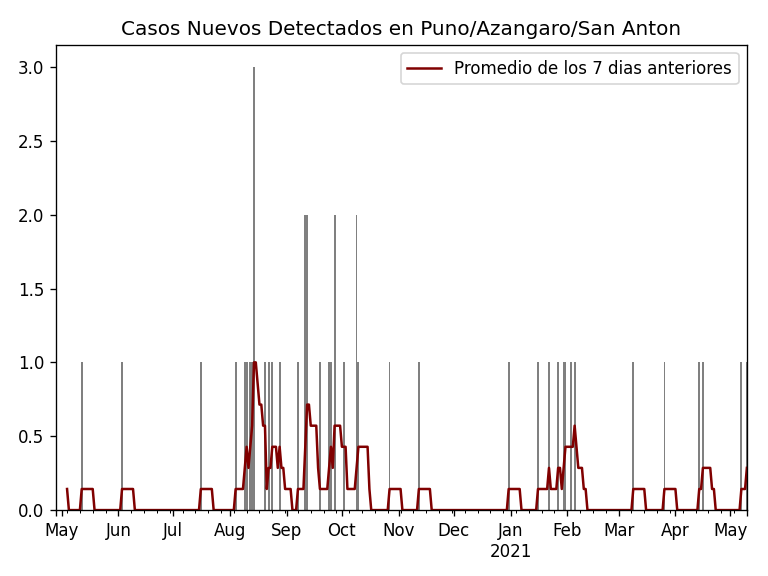 Casos Nuevos Detectados en Puno/Azangaro/San Anton
Promedio de los 7 dias anteriores
3.0
2.5
2.0
1.5
1.0
0.5
0.0
May Jun Jul Aug Sep Oct Nov Dec Jan Feb Mar Apr May
2021